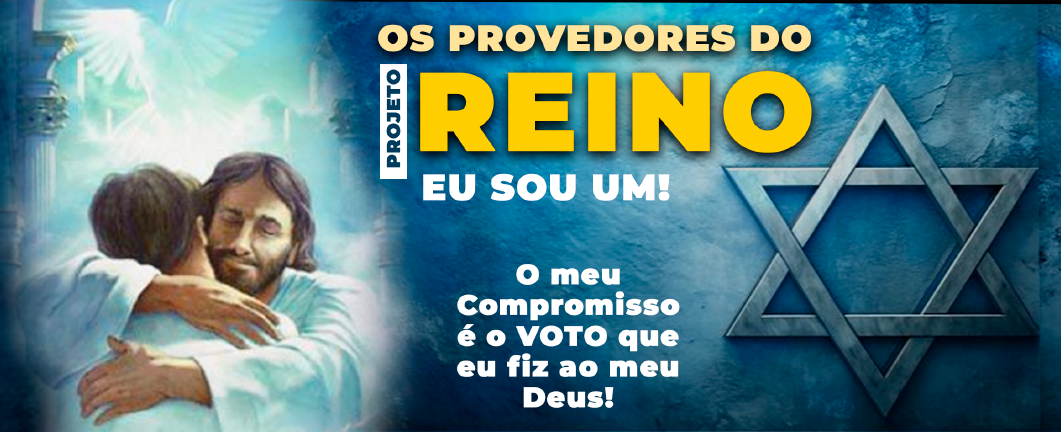 OS PROVEDORES DO
PROJETO
REINO
EU SOU UM!
O meu
Compromisso
é o VOTO que
eu fiz ao meu
Deus!